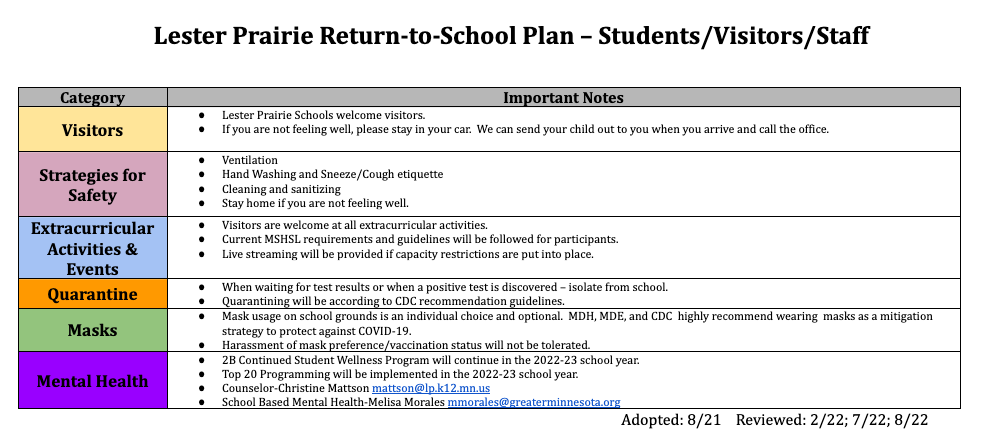 Lester Prairie Return-to-School Plan – Students/Visitors/Staff
Category
Important Notes
Visitors
● Lester Prairie Schools welcome visitors.
● If you are not feeling well, please stay in your car. We can send your child out to you when you arrive and call the office.
Strategies for
Safety
● Ventilation
● Hand Washing and Sneeze/Cough etiquette
● Cleaning and sanitizing
● Stay home if you are not feeling well.
Extracurricular
Activities &
Events
● Visitors are welcome at all extracurricular activities.
● Current MSHSL requirements and guidelines will be followed for participants.
● Live streaming will be provided if capacity restrictions are put into place.
Quarantine
● When waiting for test results or when a positive test is discovered – isolate from school.
● Quarantining will be according to CDC recommendation guidelines.
Masks
● Mask usage on school grounds is an individual choice and optional. MDH, MDE, and CDC highly recommend wearing masks as a mitigation
strategy to protect against COVID-19.
● Harassment of mask preference/vaccination status will not be tolerated.
Mental Health
● 2B Continued Student Wellness Program will continue in the 2022-23 school year.
● Top 20 Programming will be implemented in the 2022-23 school year.
● Counselor-Christine Mattson mattson@lp.k12.mn.us
● School Based Mental Health-Melisa Morales mmorales@greaterminnesota.org
Adopted: 8/21 Reviewed: 2/22; 7/22; 8/22